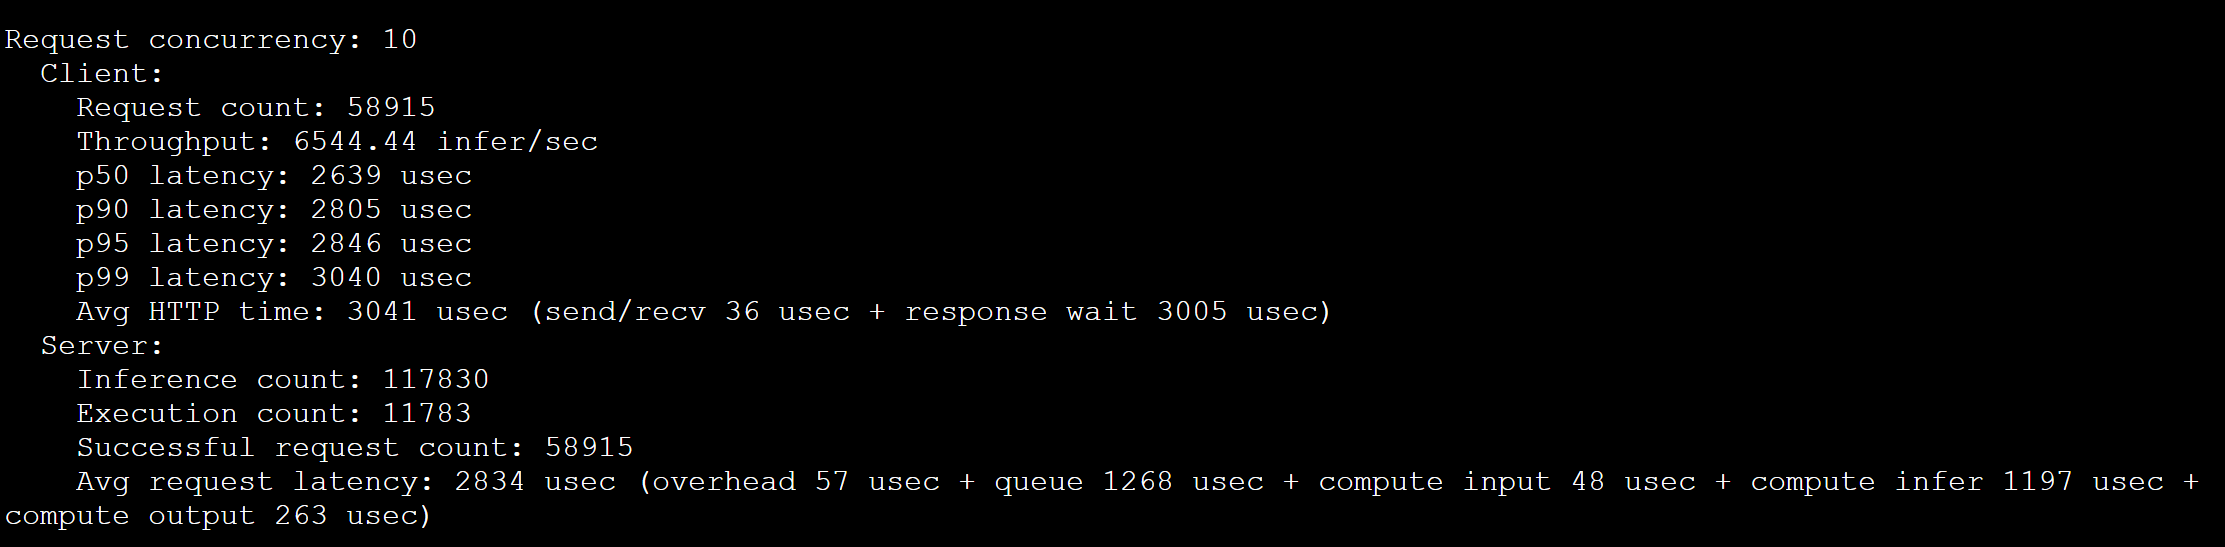 Request concurrency: 10
Client:
Request count: 58915
Throughput: 6544.44 infer/sec
p50 latency: 2639 usec
p90 latency: 2805 usec
p95 latency: 2846 usec
p99 latency: 3040 usec
Avg HTTP time: 3041 usec (send/recv 36 usec + response wait 3005 usec)
Server:
Inference count: 117830
Execution count: 11783
Successful request count: 58915
Avg request latency: 2834 usec (overhead 57 usec + queue 1268 usec + compute input 48 usec + compute infer 1197 usec +
compute output 263 usec)